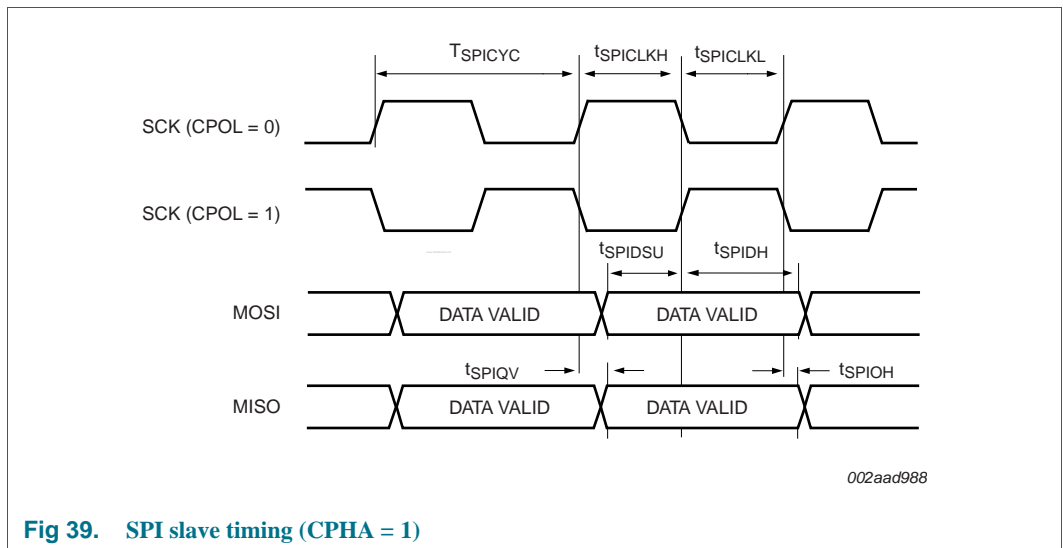 TSPICYC tSPICLKH tSPICLKL
SCK (CPOL = 0)
SCK (CPOL = 1)
tSPIDSU tSPIDH
MOSI DATA VALID DATA VALID
tSPIQV tSPIOH
MISO DATA VALID DATA VALID
002aad988
Fig 39. SPI slave timing (CPHA = 1)